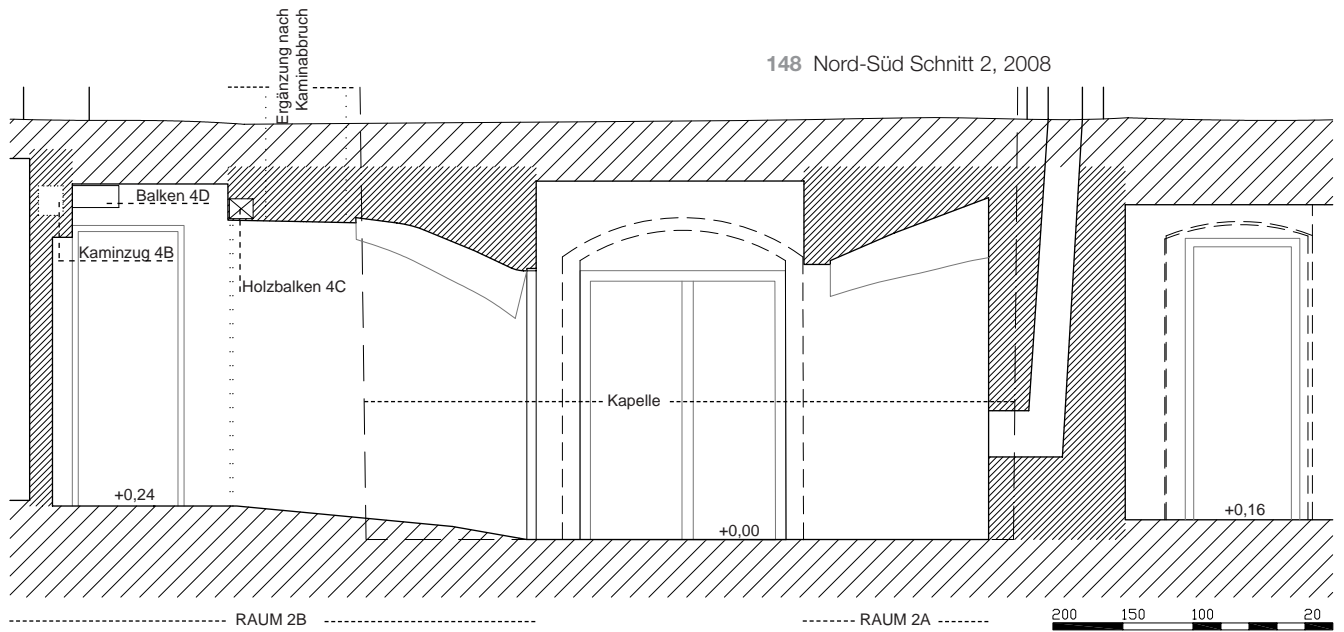 Ergänzung nach
Kaminabbruch
148 Nord-Süd Schnitt 2, 2008
Balken 4D
Kaminzug 4B
Holzbalken 4C
Kapelle
+0,24
+0,00
+0,16
RAUM 2B
RAUM 2A
200 150 100 20